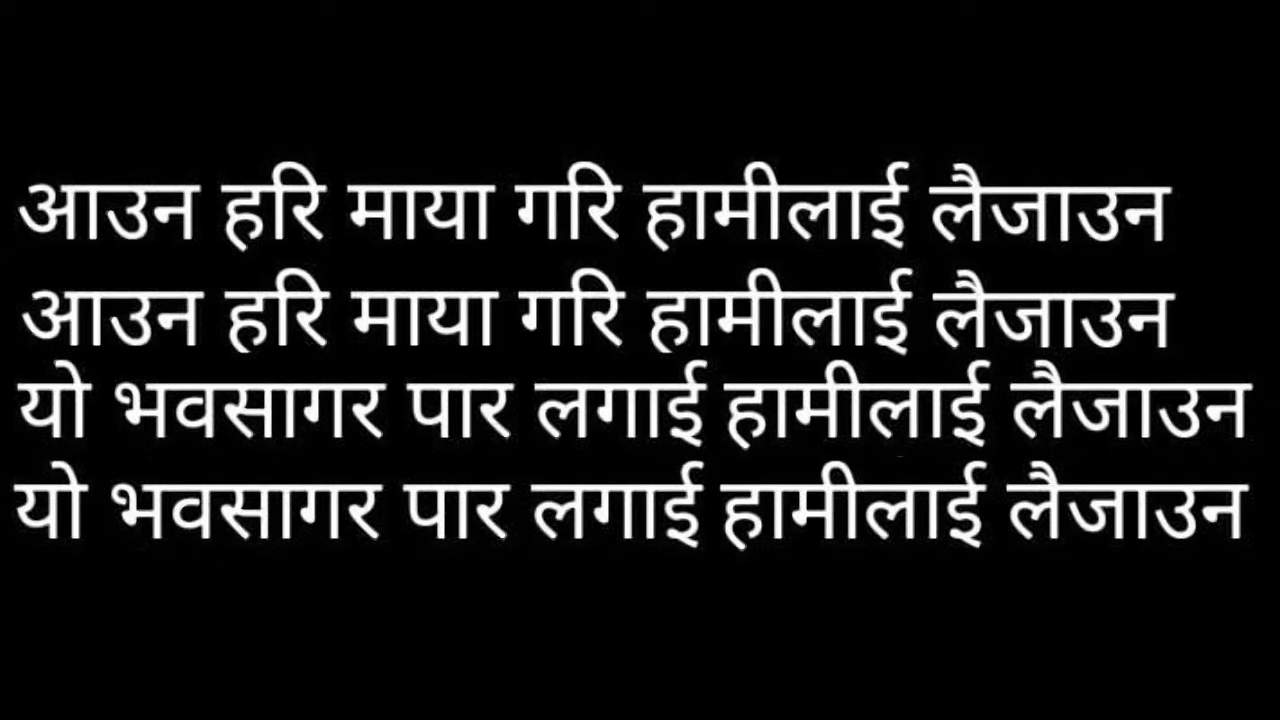 आउन हरि माया गरि हामीलाई लैजाउन
आउन हरि माया गरि हामीलाई लैजाउन
यो भवसागर पार लगाई हामीलाई लैजाउन
यो भवसागर पार लगाई हामीलाई लैजाउन